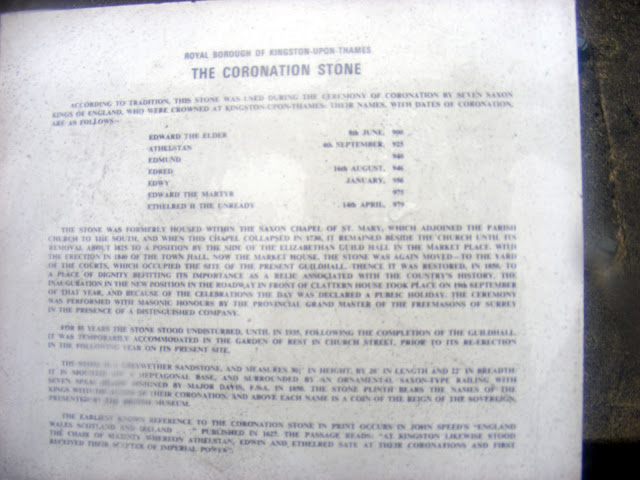 ROYAL BOROUGH OF KINGSTON-UPON-THAMES
THE CORONATION STONE
ACCORDING TO TRADITION, THIS STONE WAS USED DURING THE CEREMONY OF CORONATION BY SEVEN SAXON
KINGS OF ENGLAND, WHO WERE CROWNED AT KINGSTON-UPON-THAMES. THEIR NAMES, WITH DATES OF CORONATION,
ARE AS FOLLOWS:-
EDWARD THE ELDER 8th JUNE, 900
ATHELSTAN 4th SEPTEMBER, 925
EDMUND 940
EDRED 16th AUGUST, 946
EDWY JANUARY, 956
EDWARD THE MARTYR 975
ETHELRED II THE UNREADY 14th APRIL, 979
THE STONE WAS FORMERLY HOUSED WITHIN THE SAXON CHAPEL OF ST. MARY, WHICH ADJOINED THE PARISH
CHURCH TO THE SOUTH, AND WHEN THIS CHAPEL COLLAPSED IN 1730, IT REMAINED BESIDE THE CHURCH UNTIL ITS
REMOVAL ABOUT 1825 TO A POSITION BY THE SIDE OF THE ELIZABETHAN GUILD HALL IN THE MARKET PLACE. WITH
THE ERECTION IN 1840 OF THE TOWN HALL, NOW THE MARKET HOUSE, THE STONE WAS AGAIN MOVED—TO THE YARD
OF THE COURTS, WHICH OCCUPIED THE SITE OF THE PRESENT GUILDHALL. THENCE IT WAS RESTORED, IN 1850, TO
A PLACE OF DIGNITY BEFITTING ITS IMPORTANCE AS A RELIC ASSOCIATED WITH THE COUNTRY'S HISTORY. THE
INAUGURATION IN THE NEW POSITION IN THE ROADWAY IN FRONT OF CLATTERN HOUSE TOOK PLACE ON 19th SEPTEMBER
OF THAT YEAR, AND BECAUSE OF THE CELEBRATIONS THE DAY WAS DECLARED A PUBLIC HOLIDAY. THE CEREMONY
WAS PERFORMED WITH MASONIC HONOURS BY THE PROVINCIAL GRAND MASTER OF THE FREEMASONS OF SURREY
IN THE PRESENCE OF A DISTINGUISHED COMPANY.
FOR 85 YEARS THE STONE STOOD UNDISTURBED, UNTIL IN 1935, FOLLOWING THE COMPLETION OF THE GUILDHALL,
IT WAS TEMPORARILY ACCOMMODATED IN THE GARDEN OF REST IN CHURCH STREET, PRIOR TO ITS RE-ERECTION
IN THE FOLLOWING YEAR ON ITS PRESENT SITE.
THE STONE IS GREYWETHER SANDSTONE, AND MEASURES IN HEIGHT, BY IN LENGTH AND 22" IN BREADTH.
IT IS MOUNTED A HEPTAGONAL BASE, AND SURROUNDED BY AN ORNAMENTAL SAXON-TYPE RAILING WITH
SEVEN DESIGNED BY MAJOR DAVIS, F.S.A. IN 1850. THE STONE PLINTH BEARS THE NAMES OF THE
KINGS WITH OF THEIR CORONATION, AND ABOVE EACH NAME IS A COIN OF THE REIGN OF THE SOVEREIGN,
PRESENTED BY MUSEUM.
THE EARLIEST KNOWN REFERENCE TO THE CORONATION STONE IN PRINT OCCURS IN JOHN SPEED'S "ENGLAND
WALES SCOTLAND AND IRELAND . . ." PUBLISHED IN 1627. THE PASSAGE READS: "AT KINGSTON LIKEWISE STOOD
THE CHAIR OF MAJESTY WHEREON ATHELSTAN, EDWIN AND ETHELRED SATE AT THEIR CORONATIONS AND FIRST
RECEIVED THEIR SCEPTER OF IMPERIAL POWER".